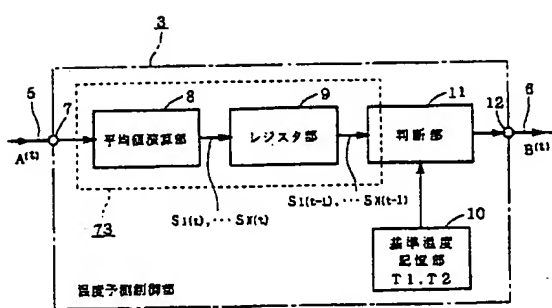 3
5
7
8
9
11
12
6
A(t)
平均値演算部
レジスタ部
判断部
B(t)
73
S1(t),… SN(t)
S1(t-1),… SN(t-1)
10
基準温度
記憶部
T1.T2
温度予測制御部